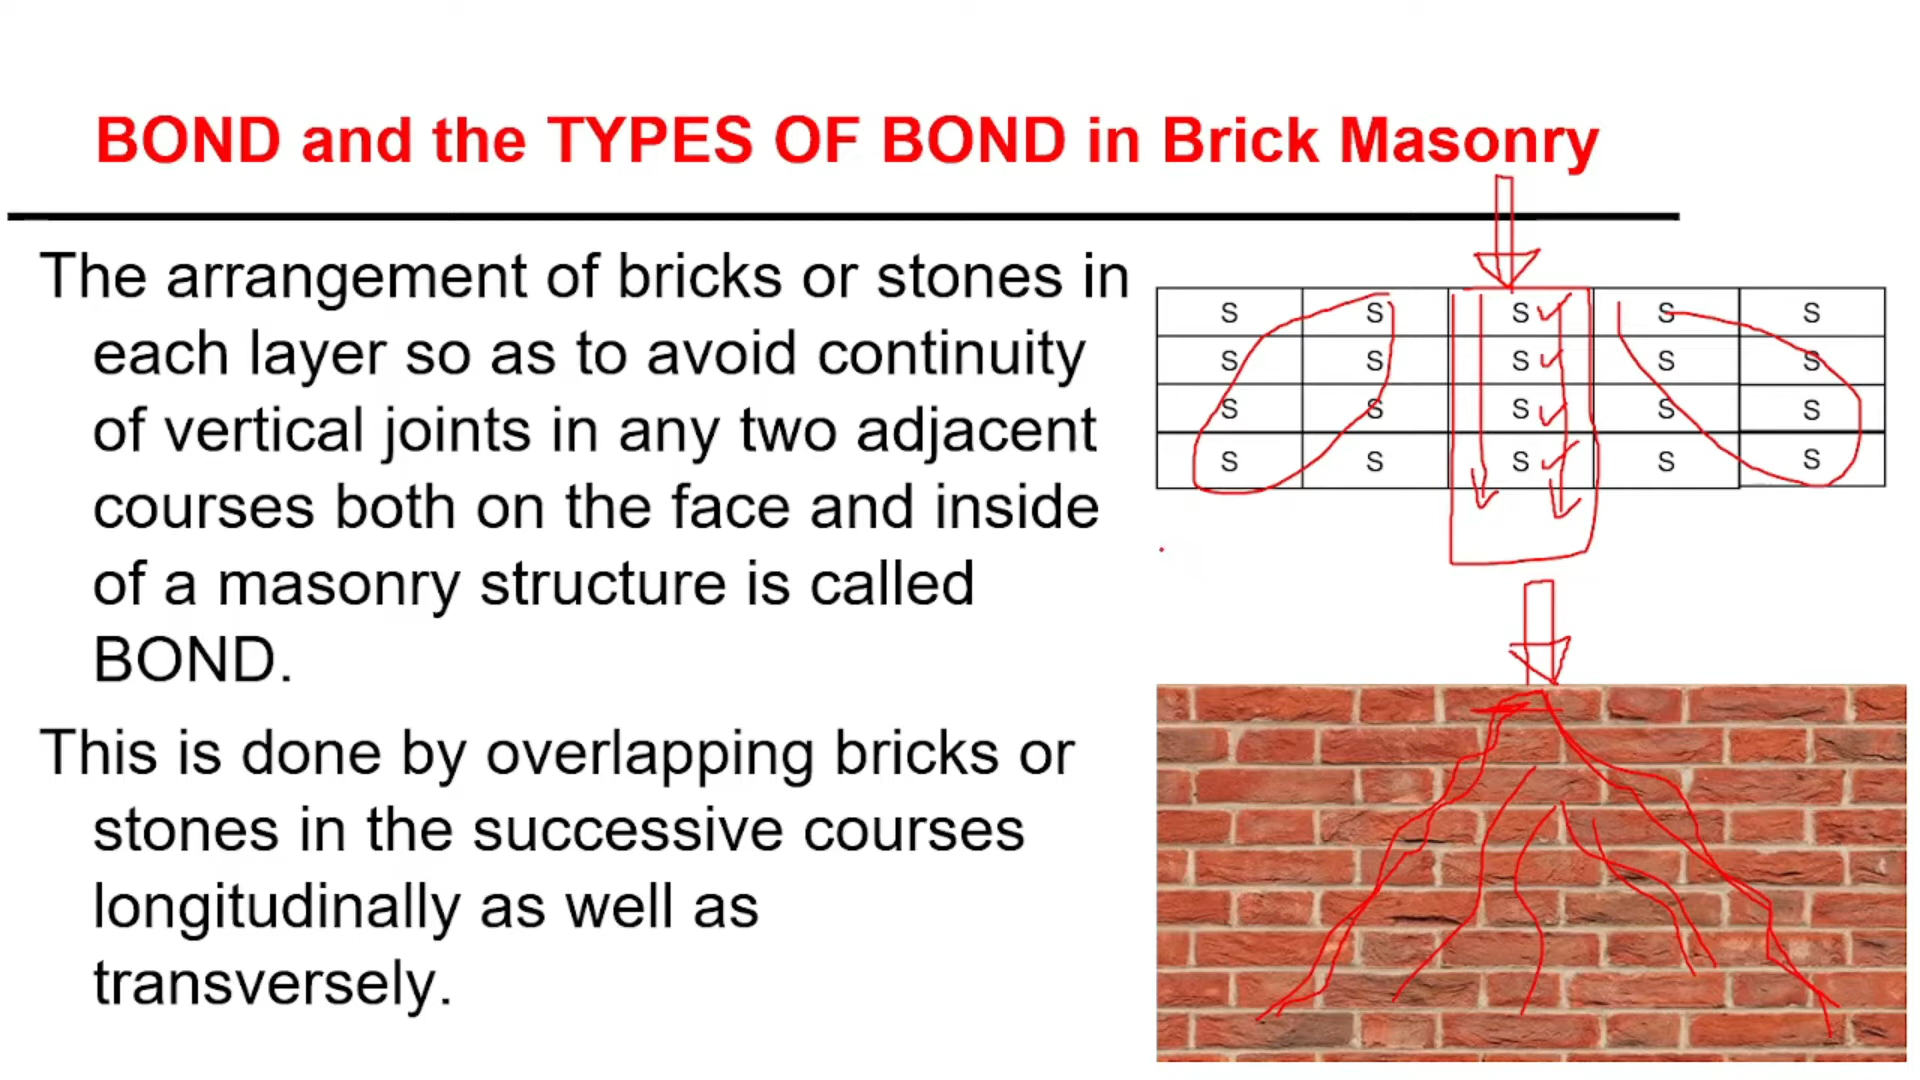 BOND and the TYPES OF BOND in Brick Masonry
The arrangement of bricks or stones in
each layer so as to avoid continuity
of vertical joints in any two adjacent
courses both on the face and inside
of a masonry structure is called
BOND.
This is done by overlapping bricks or
stones in the successive courses
longitudinally as well as
transversely.
S S S S S
S S S S S
S S S S S
S S S S S